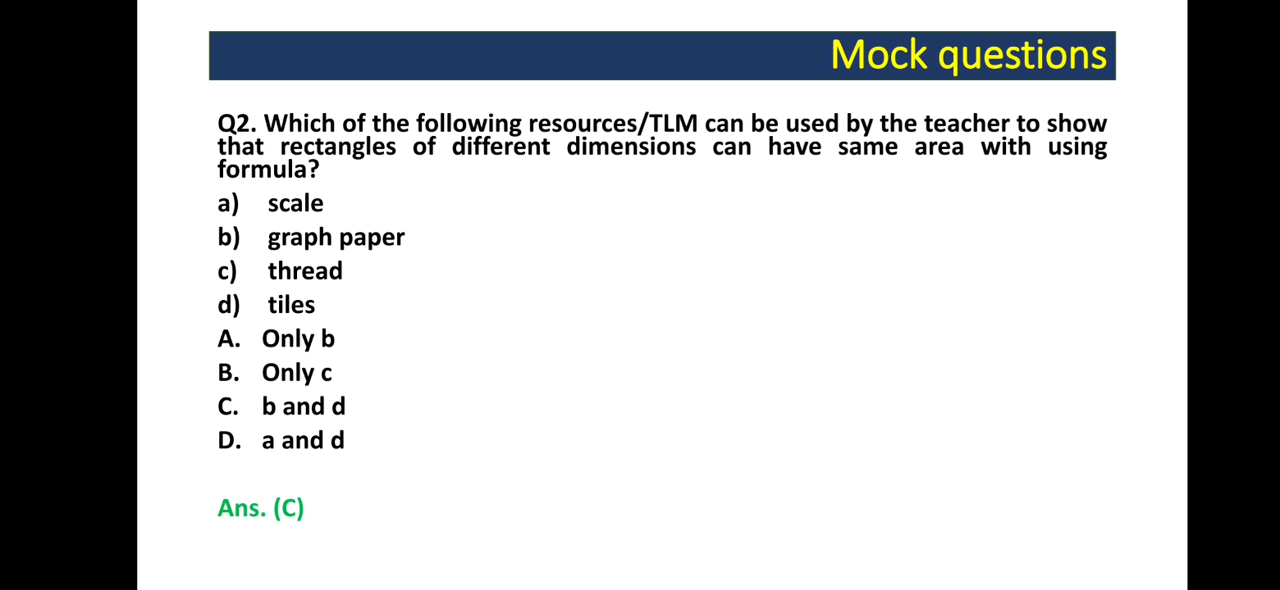 Mock questions
Q2. Which of the following resources/TLM can be used by the teacher to show
that rectangles of different dimensions can have same area with using
formula?
a) scale
b) graph paper
c) thread
d) tiles
A. Only b
B. Only c
C. b and d
D. a and d
Ans. (C)